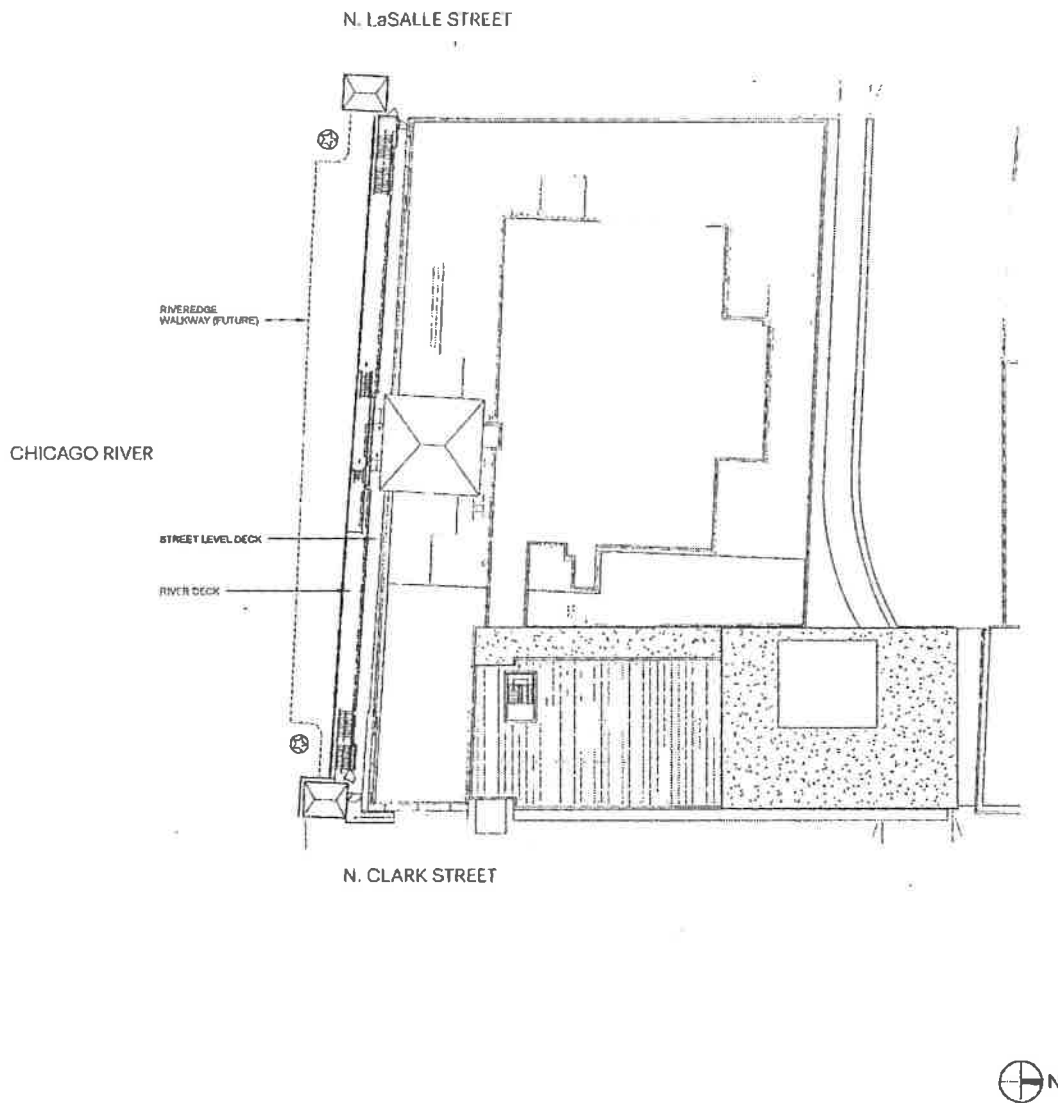 N. LaSALLE STREET
RIVEREDGE
WALKWAY (FUTURE)
CHICAGO RIVER
STREET LEVEL DECK
RIVER DECK
N. CLARK STREET
N